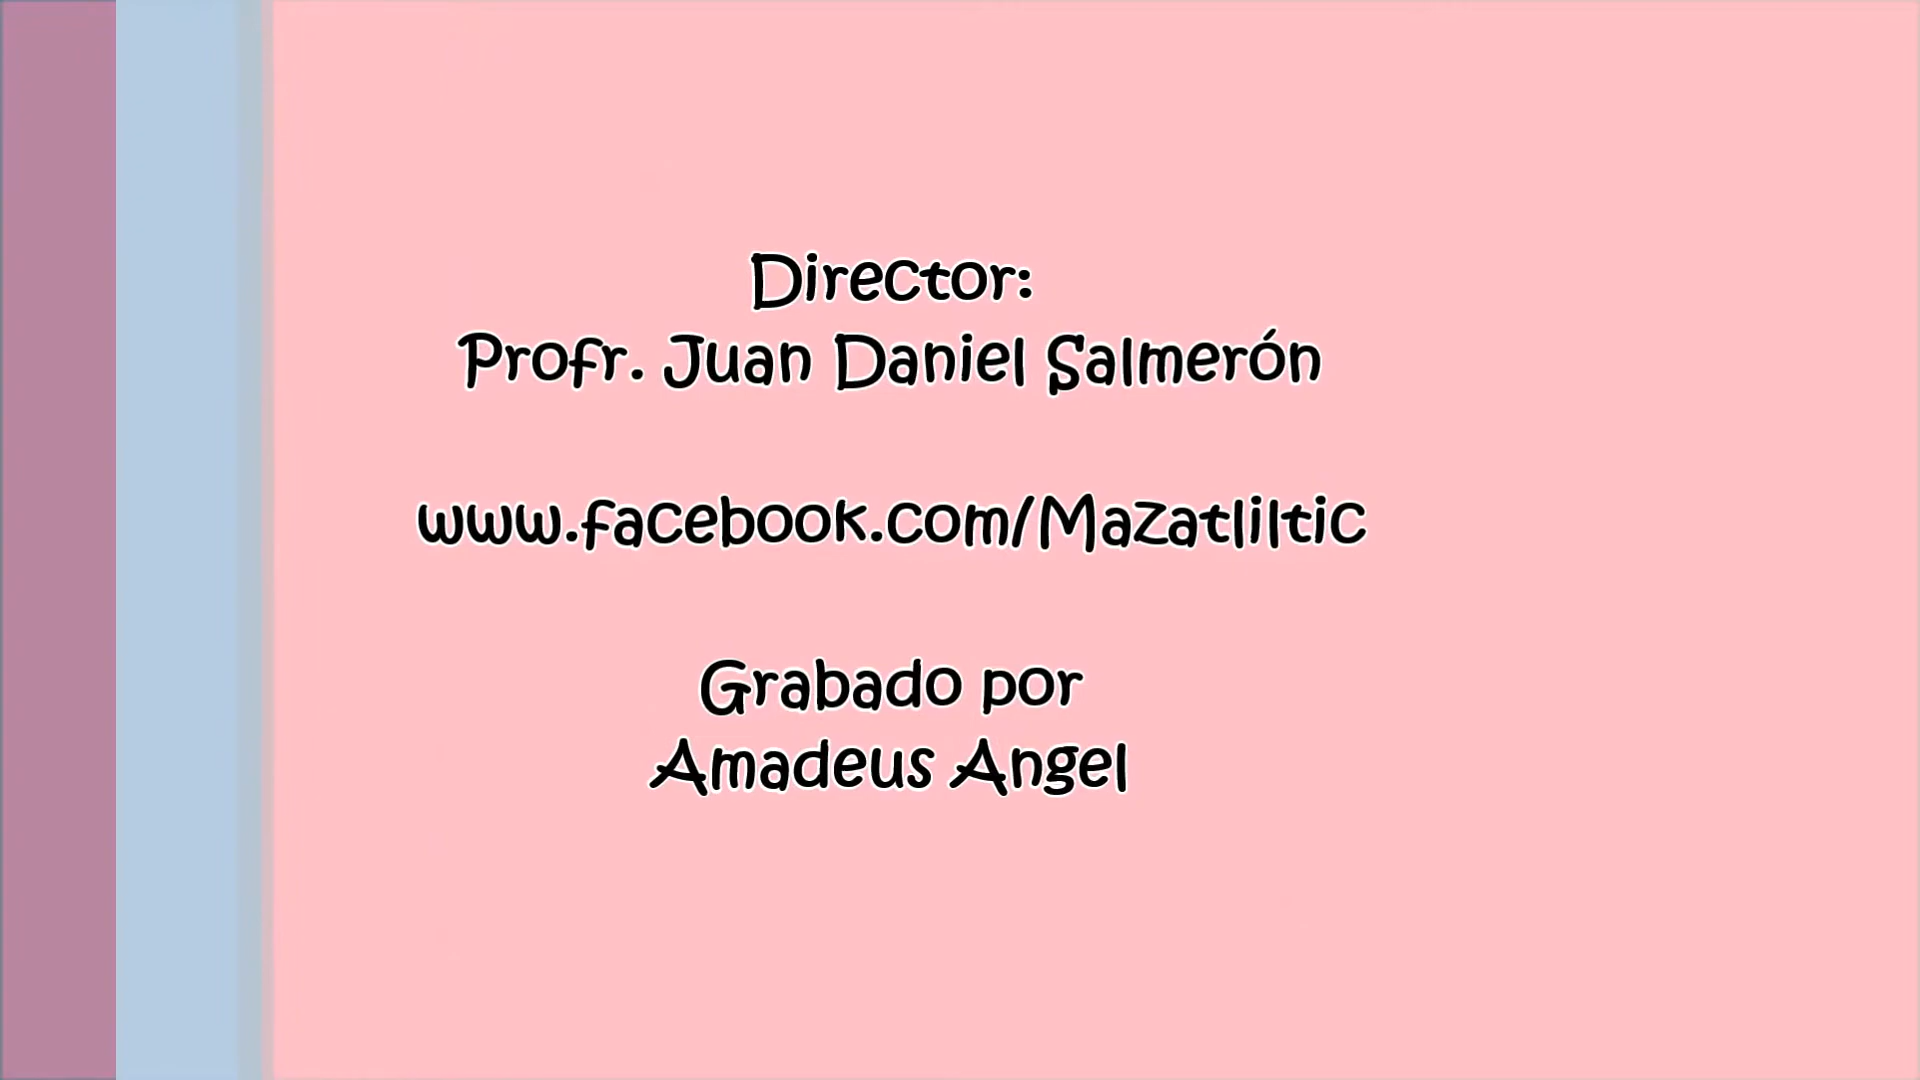 Director:
Profr. Juan Daniel Salmerón
www.facebook.com/Mazatliltic
Grabado por
Amadeus Angel